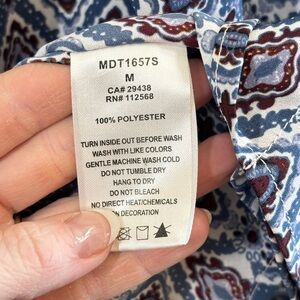 MDT1657S
M
CA# 29438
RN# 112568
100% POLYESTER
TURN INSIDE OUT BEFORE WASH
WASH WITH LIKE COLORS
GENTLE MACHINE WASH COLD
DO NOT TUMBLE DRY
HANG TO DRY
DO NOT BLEACH
NO DIRECT HEAT/CHEMICALS
DECORATION